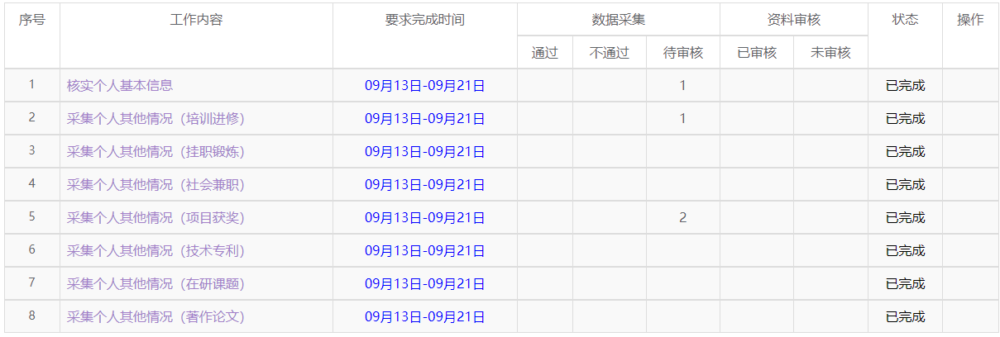 序号 工作内容 要求完成时间 数据采集 资料审核 状态 操作
通过 不通过 待审核 已审核 未审核
1 核实个人基本信息 09月13日-09月21日 1 已完成
2 采集个人其他情况（培训进修） 09月13日-09月21日 1 已完成
3 采集个人其他情况（挂职锻炼） 09月13日-09月21日 已完成
4 采集个人其他情况（社会兼职） 09月13日-09月21日 已完成
5 采集个人其他情况（项目获奖） 09月13日-09月21日 2 已完成
6 采集个人其他情况（技术专利） 09月13日-09月21日 已完成
7 采集个人其他情况（在研课题） 09月13日-09月21日 已完成
8 采集个人其他情况（著作论文） 09月13日-09月21日 已完成